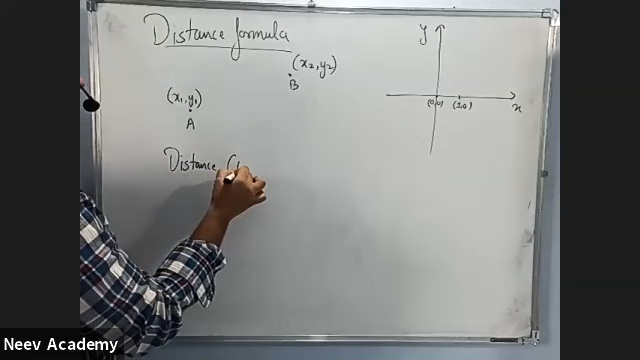 Distance formula
y
(x₂, y₂)
B
(x₁, y₁)
A
(0,0)
(1,0)
x
Distance (
Neev Academy